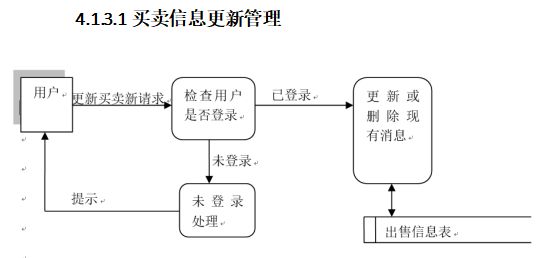 4.1.3.1 买卖信息更新管理
用户
更新买卖新请求
检查用户
是否登录
已登录
更新或
删除现
有消息
未登录
提示
未登录
处理
出售信息表